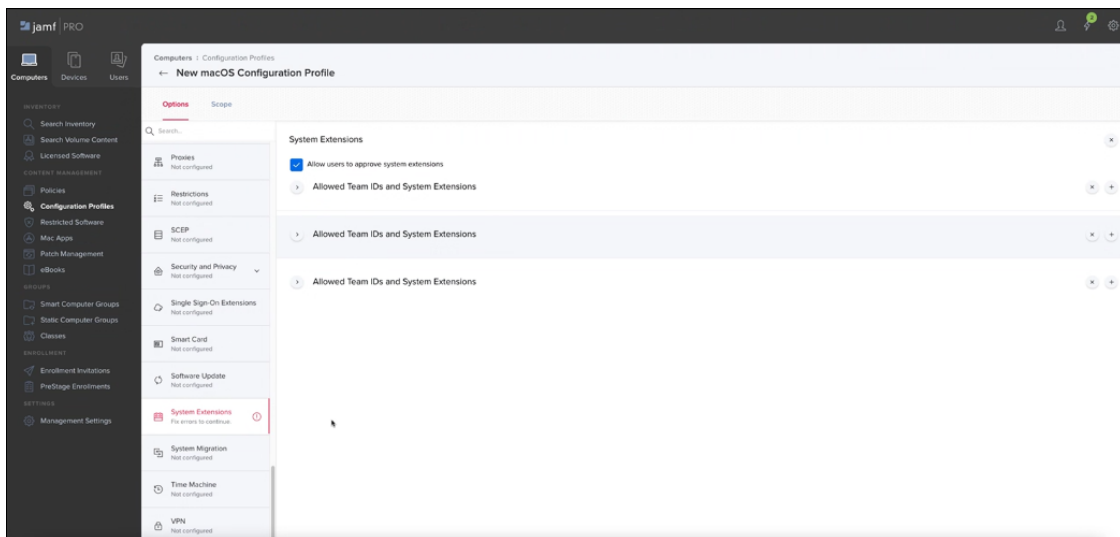 jamf PRO
3
Computers
Devices
Users
INVENTORY
Search Inventory
Search Volume Content
Licensed Software
CONTENT MANAGEMENT
Policies
Configuration Profiles
Restricted Software
Mac Apps
Patch Management
eBooks
GROUPS
Smart Computer Groups
Static Computer Groups
Classes
ENROLLMENT
Enrollment Invitations
PreStage Enrollments
SETTINGS
Management Settings
Computers : Configuration Profiles
← New macOS Configuration Profile
Options
Scope
Search...
Proxies
Not configured
Restrictions
Not configured
SCEP
Not configured
Security and Privacy
Not configured
Single Sign-On Extensions
Not configured
Smart Card
Not configured
Software Update
Not configured
System Extensions
Fix errors to continue.
System Migration
Not configured
Time Machine
Not configured
VPN
Not configured
System Extensions
Allow users to approve system extensions
Allowed Team IDs and System Extensions
Allowed Team IDs and System Extensions
Allowed Team IDs and System Extensions